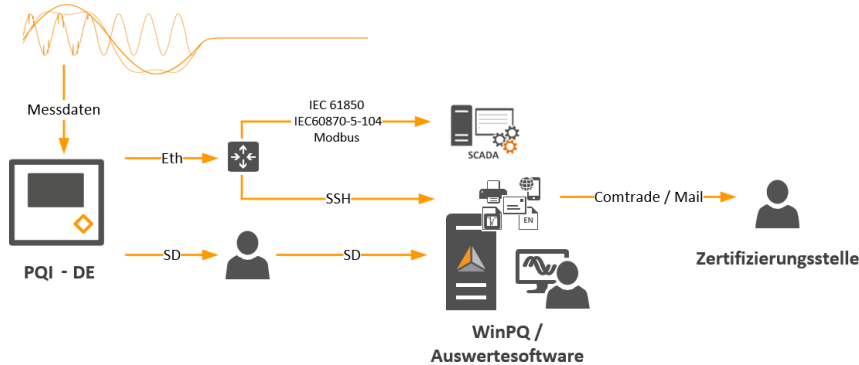 Messdaten
IEC 61850
IEC60870-5-104
Modbus
SCADA
Eth
SSH
EN
Comtrade / Mail
SD
SD
PQI - DE
Zertifizierungsstelle
WinPQ /
Auswertesoftware